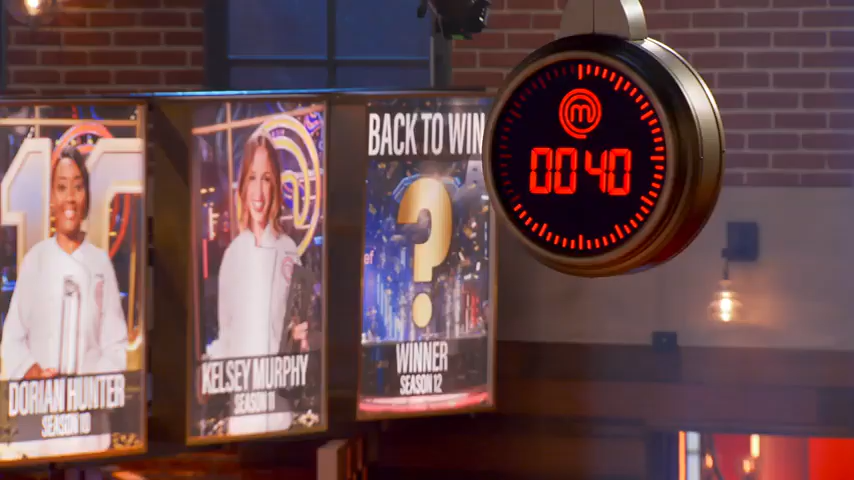 DORIAN HUNTER
SEASON 10
KELSEY MURPHY
SEASON 11
BACK TO WIN
WINNER
SEASON 12
m
00:40